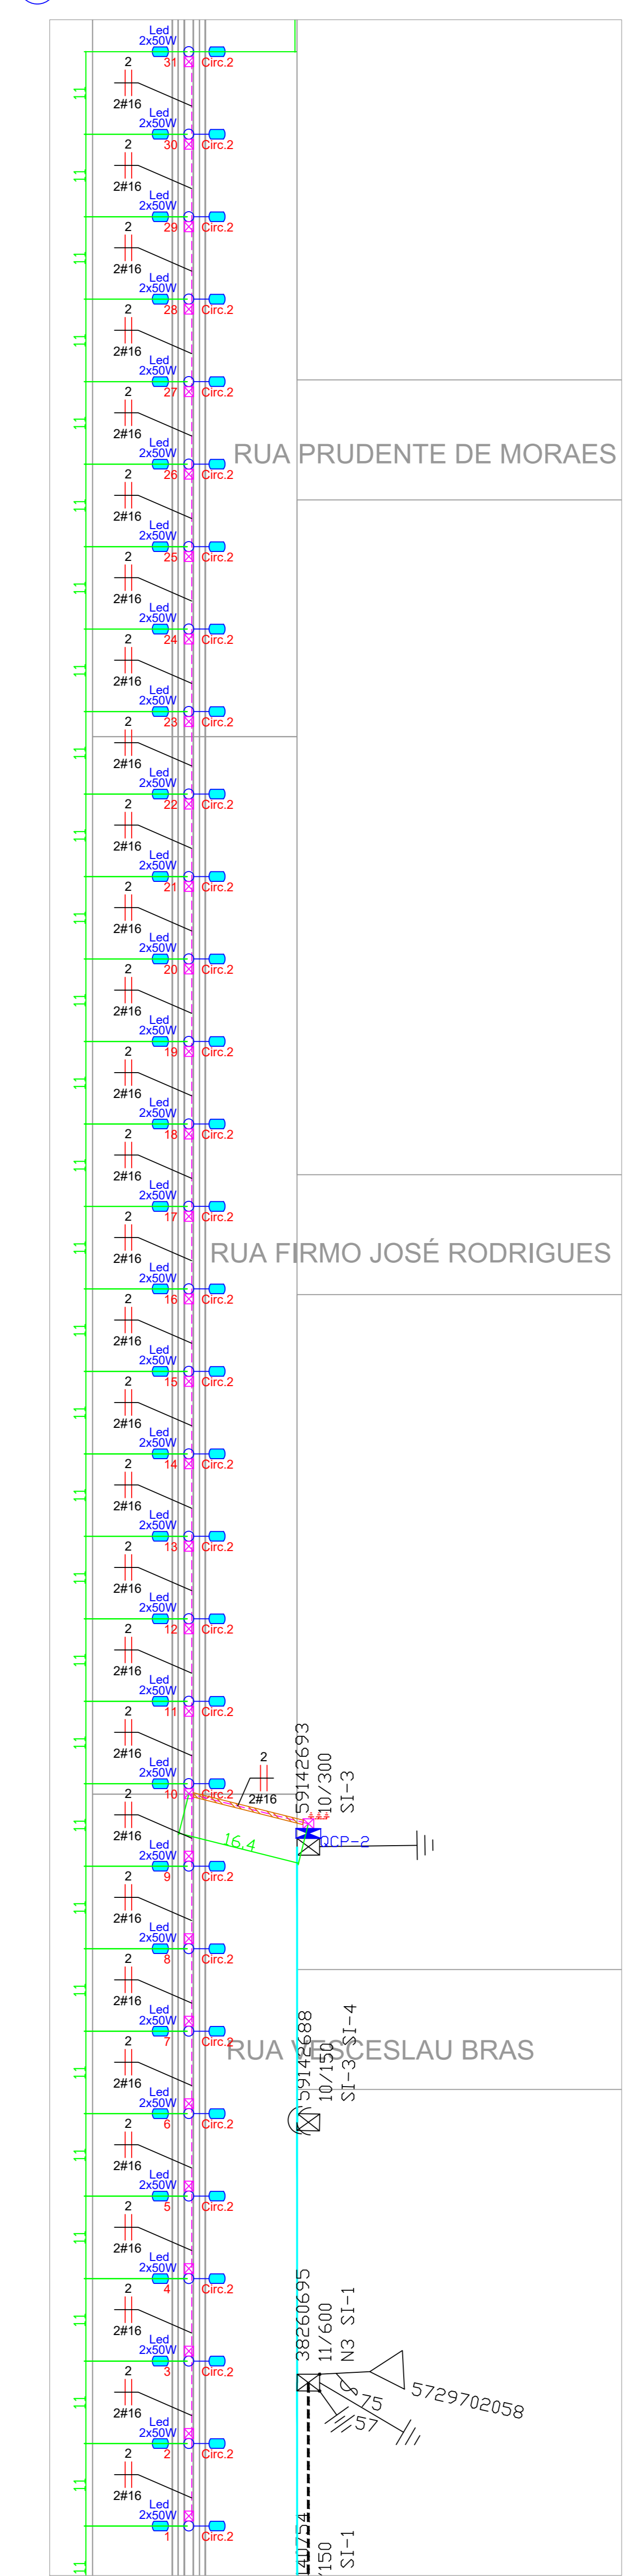 Led
2x50W
31 Circ.2
2
2#16
Led
2x50W
30 Circ.2
2
2#16
Led
2x50W
29 Circ.2
2
2#16
Led
2x50W
28 Circ.2
2
2#16
Led
2x50W
27 Circ.2
2
2#16
RUA PRUDENTE DE MORAES
Led
2x50W
26 Circ.2
2
2#16
Led
2x50W
25 Circ.2
2
2#16
Led
2x50W
24 Circ.2
2
2#16
Led
2x50W
23 Circ.2
2
2#16
Led
2x50W
22 Circ.2
2
2#16
Led
2x50W
21 Circ.2
2
2#16
Led
2x50W
20 Circ.2
2
2#16
Led
2x50W
19 Circ.2
2
2#16
Led
2x50W
18 Circ.2
2
2#16
Led
2x50W
17 Circ.2
2
2#16
RUA FIRMO JOSÉ RODRIGUES
Led
2x50W
16 Circ.2
2
2#16
Led
2x50W
15 Circ.2
2
2#16
Led
2x50W
14 Circ.2
2
2#16
Led
2x50W
13 Circ.2
2
2#16
Led
2x50W
12 Circ.2
2
2#16
Led
2x50W
11 Circ.2
2
2#16
Led
2x50W
10 Circ.2
2
2#16
59142693
10/300
SI-3
QCP-2
16.4
2
2#16
Led
2x50W
9 Circ.2
2
2#16
Led
2x50W
8 Circ.2
2
2#16
Led
2x50W
7 Circ.2
RUA VESCESLAU BRAS
59142688
10/150
SI-3 SI-4
2
2#16
Led
2x50W
6 Circ.2
2
2#16
Led
2x50W
5 Circ.2
2
2#16
Led
2x50W
4 Circ.2
2
2#16
38260695
11/600
N3 SI-1
Led
2x50W
3 Circ.2
75
57
5729702058
2
2#16
Led
2x50W
2 Circ.2
2
2#16
Led
2x50W
1 Circ.2
/150
SI-1